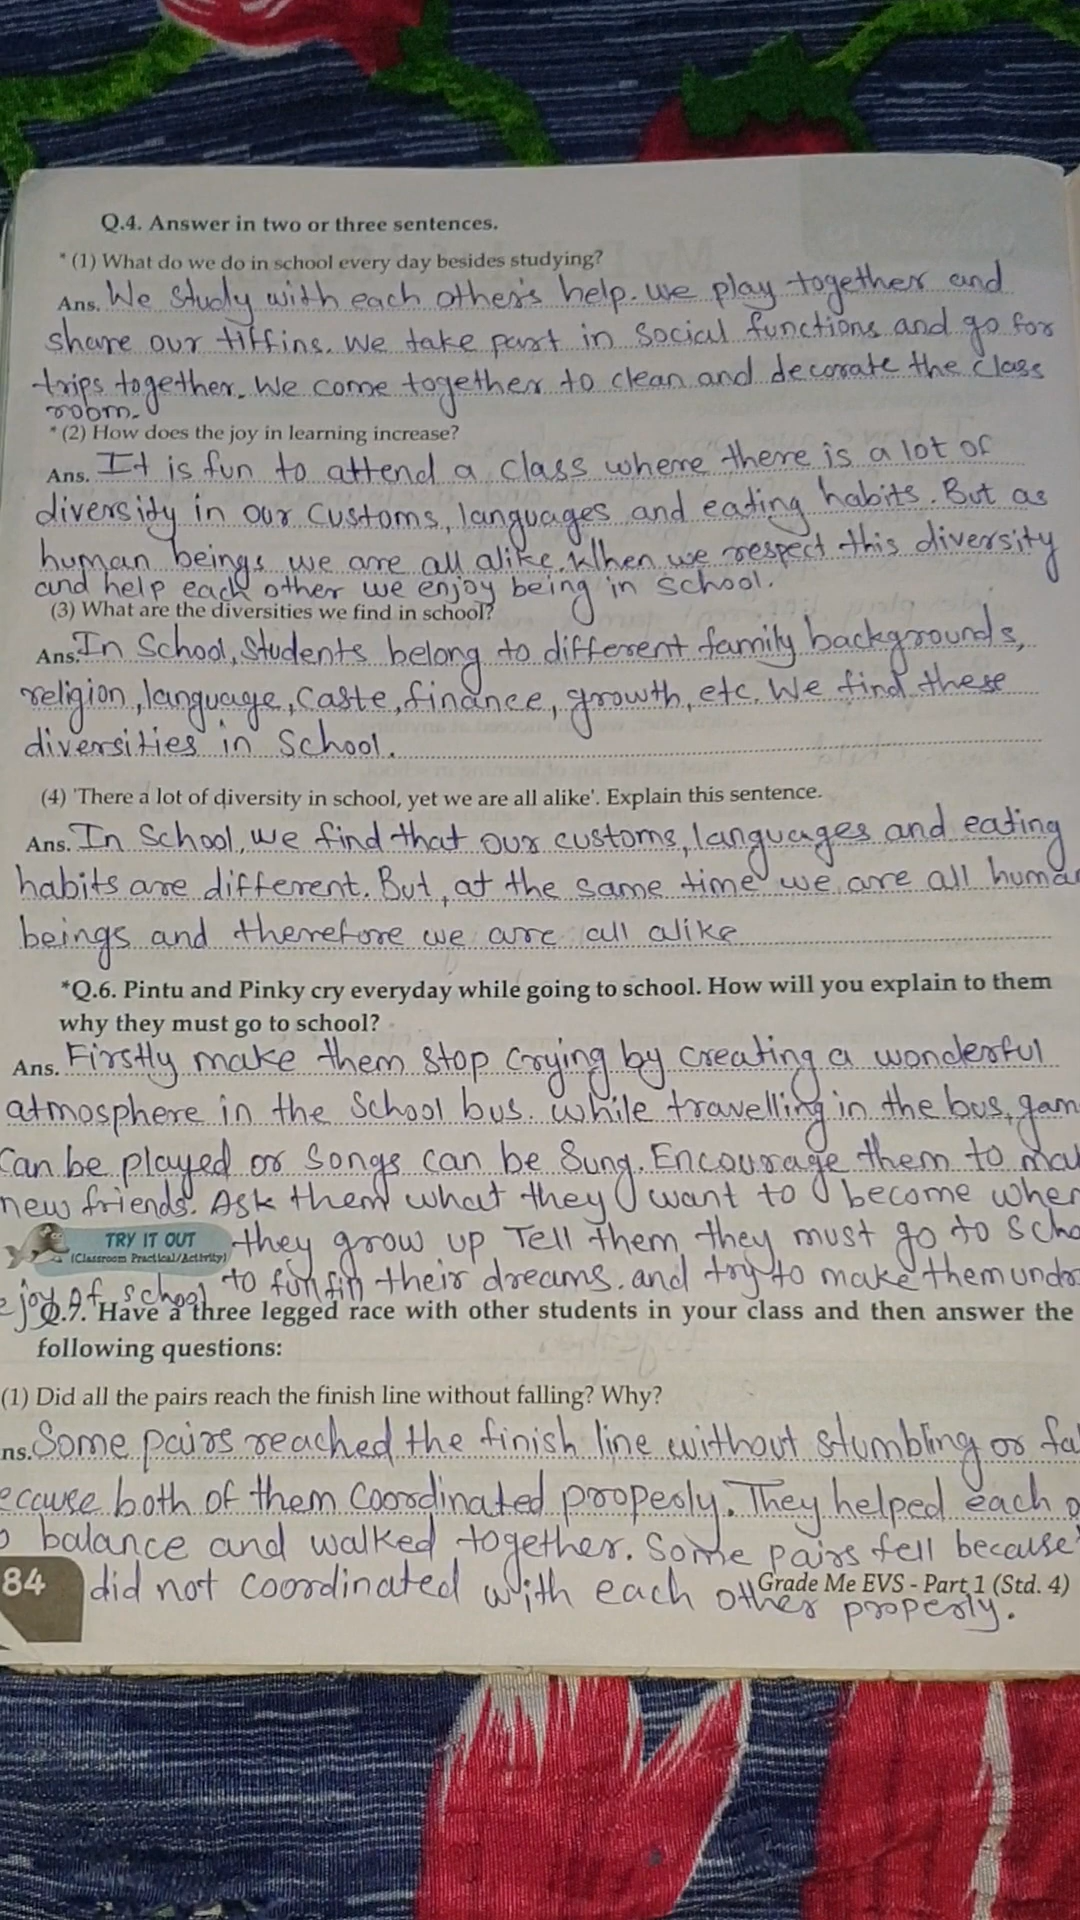 Q.4. Answer in two or three sentences.
* (1) What do we do in school every day besides studying?
Ans. We study with each other's help. we play together and
share our tiffins. We take part in social functions and go for
trips together. We come together to clean and decorate the class
room.
* (2) How does the joy in learning increase?
Ans. It is fun to attend a class where there is a lot of
diversity in our customs, languages and eating habits. But as
human beings we are all alike. When we respect this diversity
and help each other we enjoy being in school.
(3) What are the diversities we find in school?
Ans. In School, Students belong to different family backgrounds,
religion, language, caste, finance, growth, etc. We find these
diversities in School.
(4) 'There a lot of diversity in school, yet we are all alike'. Explain this sentence.
Ans. In School, we find that our customs, languages and eating
habits are different. But, at the same time we are all human
beings and therefore we are all alike
*Q.6. Pintu and Pinky cry everyday while going to school. How will you explain to them
why they must go to school?
Ans. Firstly make them stop crying by creating a wonderful
atmosphere in the School bus. while travelling in the bus, gam
Can be played or Songs can be Sung. Encourage them to ma
new friends. Ask them what they want to become when
TRY IT OUT
(Classroom Practical/Activity)
they grow up Tell them they must go to Scho
to their dreams. and try to make them unde
joy of school
Q.7. Have a three legged race with other students in your class and then answer the
following questions:
(1) Did all the pairs reach the finish line without falling? Why?
ns. Some pairs reached the finish line without stumbling or fa
ecause both of them Coordinated properly. They helped each o
o balance and walked together. Some pairs fell because
84 did not coordinated with each other properly.
Grade Me EVS - Part 1 (Std. 4)